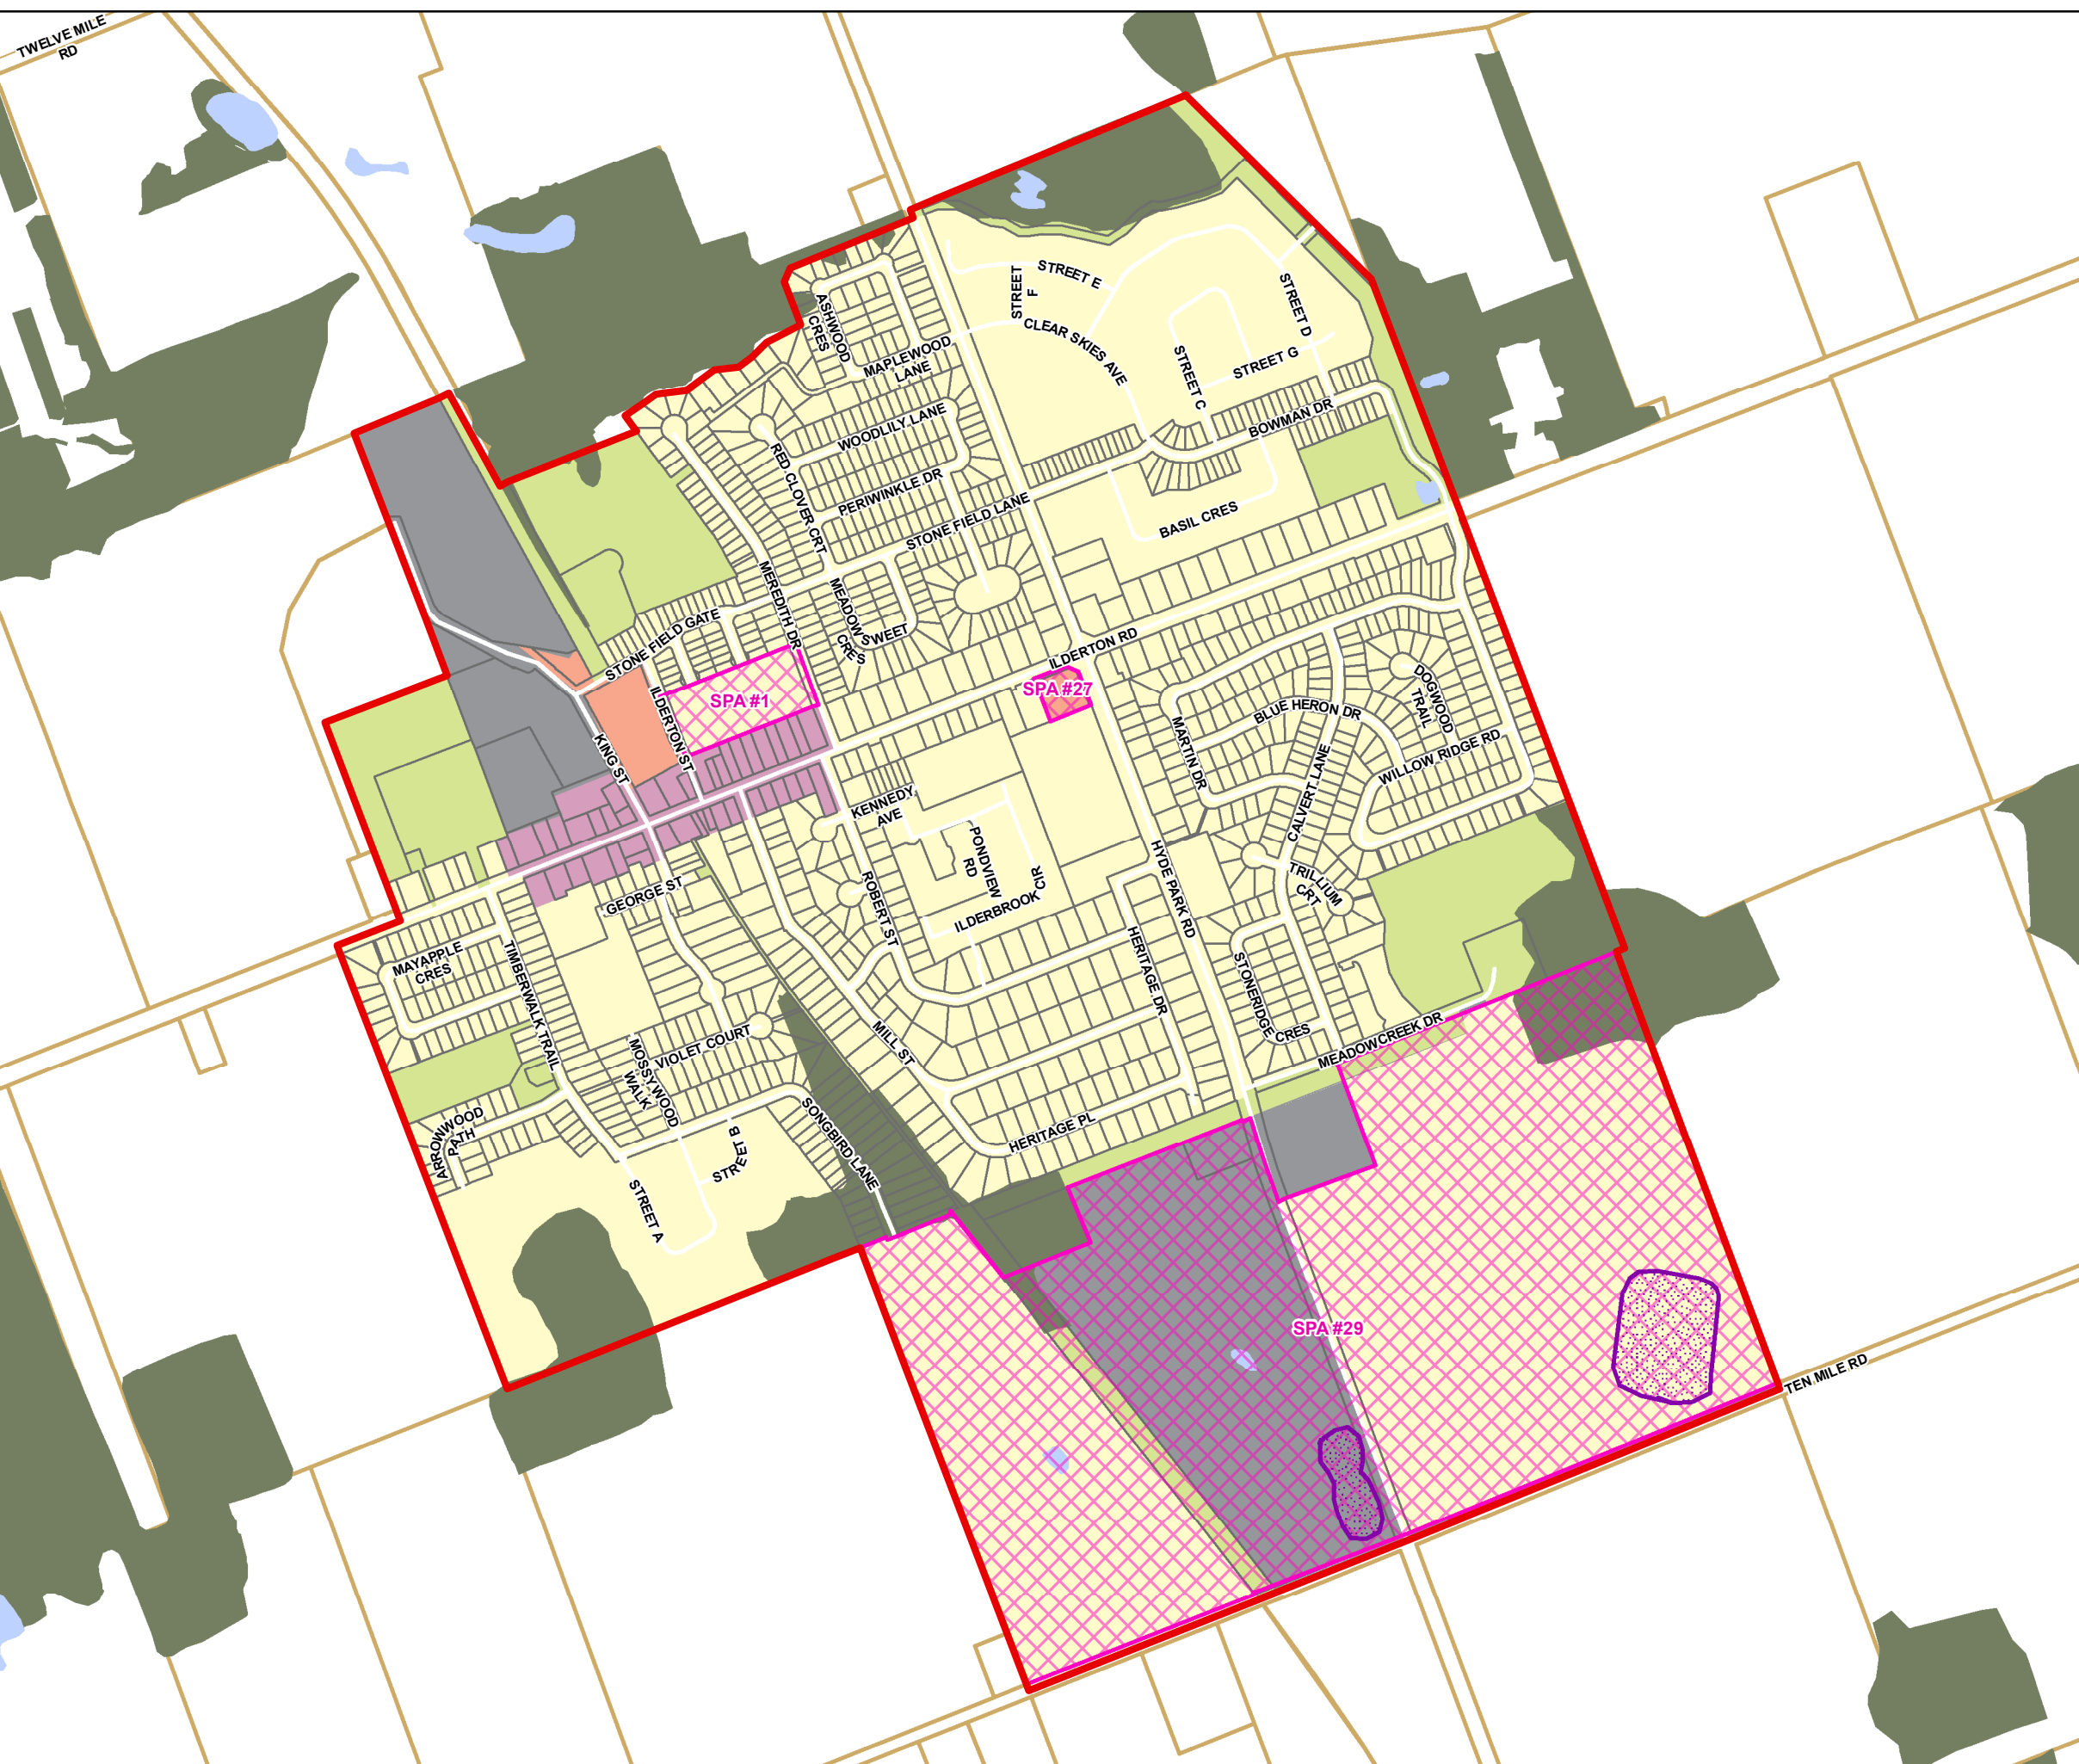 TWELVE MILE
RD
STREET E
STREET
F
CLEAR SKIES AVE
STREET D
STREET G
STREET C
BOWMAN DR
BASIL CRES
ASHWOOD
CRES
MAPLEWOOD
LANE
WOODLILY LANE
RED CLOVER CRT
PERIWINKLE DR
STONE FIELD LANE
MEREDITH DR
MEADOW
SWEET
CRES
STONE FIELD GATE
ILDERTON RD
SPA #1
SPA #27
ILDERTON ST
KING ST
DOGWOOD
TRAIL
BLUE HERON DR
MARTIN DR
WILLOW RIDGE RD
CALVERT LANE
KENNEDY
AVE
PONDVIEW
RD
HYDE PARK RD
TRILLIUM
CRT
GEORGE ST
ROBERT ST
ILDERBROOK CIR
MAYAPPLE
CRES
TIMBERWALK TRAIL
HERITAGE DR
STONERIDGE
CRES
MEADOWCREEK DR
MILL ST
VIOLET COURT
MOSSYWOOD
WALK
ARROWWOOD
PATH
SONGBIRD LANE
HERITAGE PL
STREET B
STREET A
SPA #29
TEN MILE RD